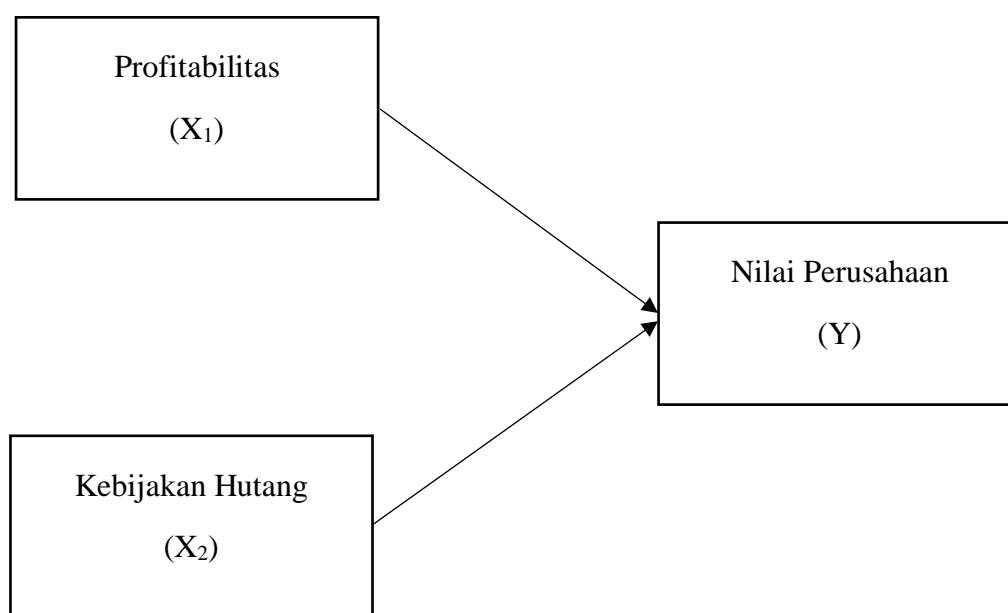 Profitabilitas
(X₁)
Nilai Perusahaan
(Y)
Kebijakan Hutang
(X₂)